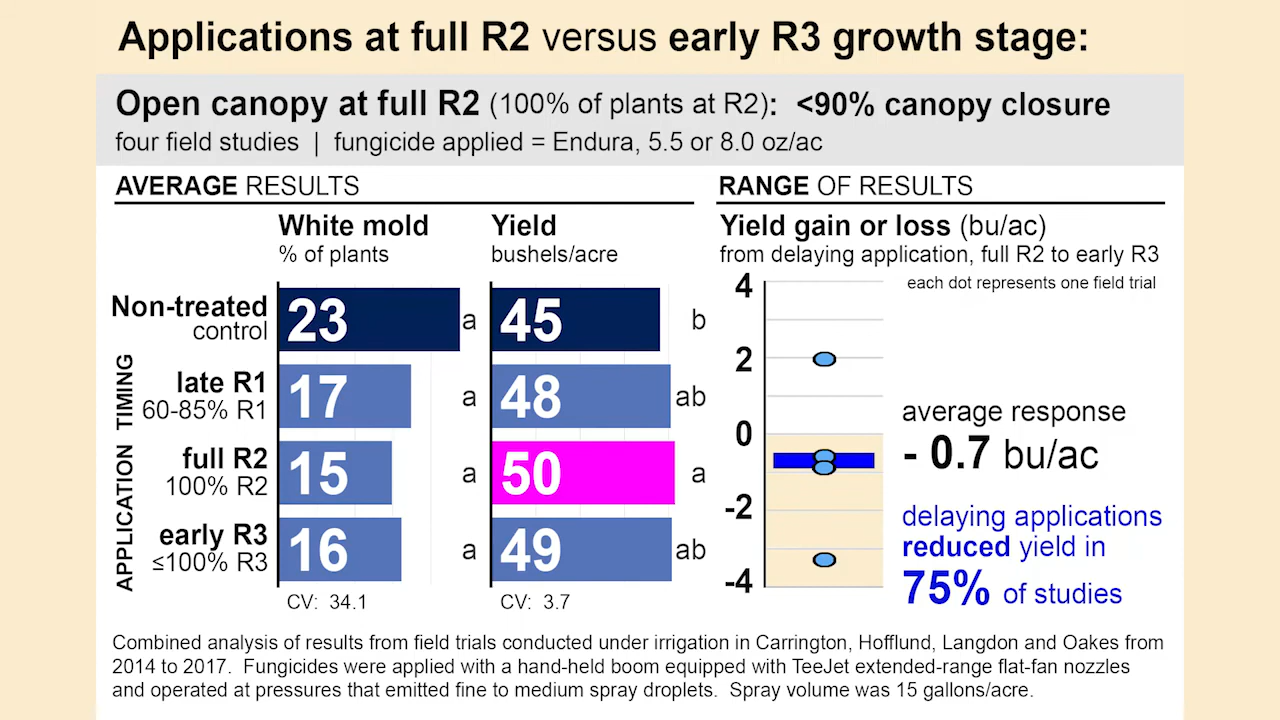 Applications at full R2 versus early R3 growth stage:
Open canopy at full R2 (100% of plants at R2): <90% canopy closure
four field studies | fungicide applied = Endura, 5.5 or 8.0 oz/ac
AVERAGE RESULTS
White mold
% of plants
Yield
bushels/acre
APPLICATION TIMING
Non-treated
control
23 a
45 b
late R1
60-85% R1
17 a
48 ab
full R2
100% R2
15 a
50 a
early R3
≤100% R3
16 a
49 ab
CV: 34.1
CV: 3.7
RANGE OF RESULTS
Yield gain or loss (bu/ac)
from delaying application, full R2 to early R3
each dot represents one field trial
4
2
0
-2
-4
average response
- 0.7 bu/ac
delaying applications
reduced yield in
75% of studies
Combined analysis of results from field trials conducted under irrigation in Carrington, Hofflund, Langdon and Oakes from
2014 to 2017. Fungicides were applied with a hand-held boom equipped with TeeJet extended-range flat-fan nozzles
and operated at pressures that emitted fine to medium spray droplets. Spray volume was 15 gallons/acre.